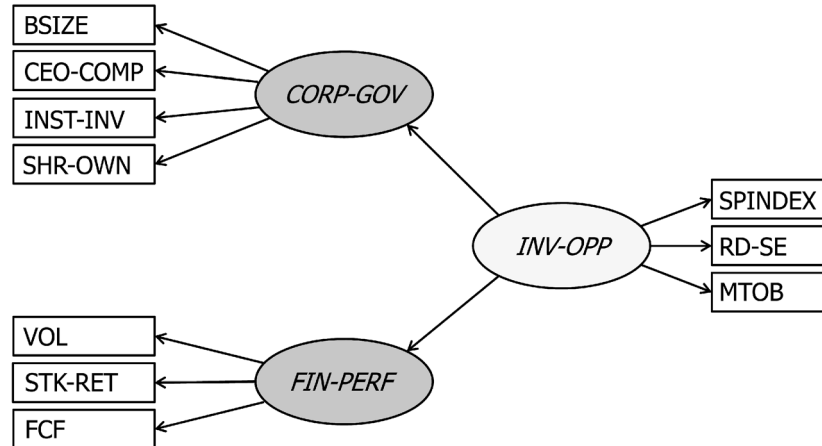 BSIZE
CEO-COMP
INST-INV
SHR-OWN
CORP-GOV
SPINDEX
RD-SE
MTOB
INV-OPP
VOL
STK-RET
FCF
FIN-PERF